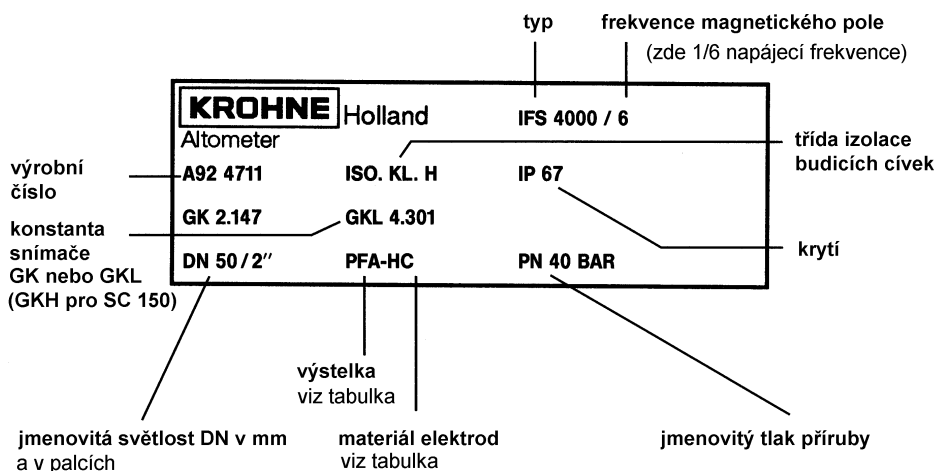 typ
frekvence magnetického pole
(zde 1/6 napájecí frekvence)
KROHNE Holland
IFS 4000 / 6
Altometer
třída izolace
budicích cívek
výrobní
číslo
A92 4711
ISO. KL. H
IP 67
GK 2.147
GKL 4.301
konstanta
snímače
GK nebo GKL
(GKH pro SC 150)
krytí
DN 50 / 2″
PFA-HC
PN 40 BAR
výstelka
viz tabulka
jmenovitá světlost DN v mm
a v palcích
materiál elektrod
viz tabulka
jmenovitý tlak příruby